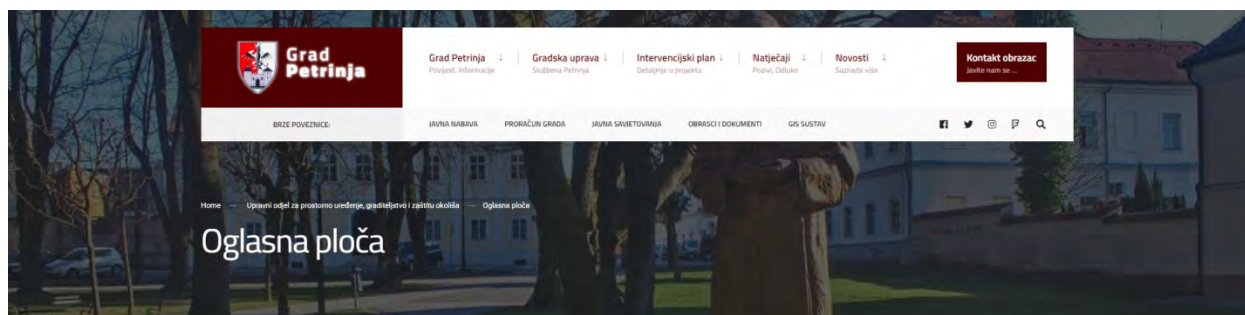 Grad
Petrinja
Grad Petrinja
Povijest, Informacije
Gradska uprava
Službena Petrinja
Intervencijski plan
Detaljnije o projektu
Natječaji
Pozivi, Odluke
Novosti
Saznajte više
Kontakt obrazac
Javite nam se ...
BRZE POVEZNICE:
JAVNA NABAVA
PRORAČUN GRADA
JAVNA SAVJETOVANJA
OBRASCI I DOKUMENTI
GIS SUSTAV
Home — Upravni odjel za prostorno uređenje, graditeljstvo i zaštitu okoliša — Oglasna ploča
Oglasna ploča